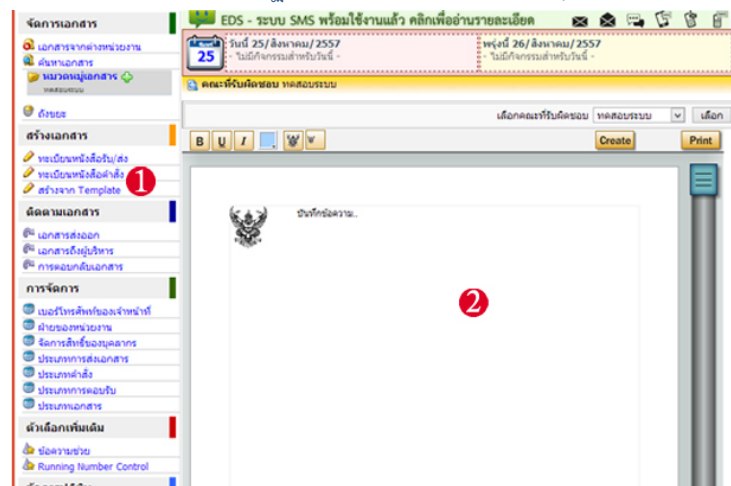 จัดการเอกสาร
เอกสารจากต่างหน่วยงาน
ค้นหาเอกสาร
หมวดหมู่เอกสาร
ทดสอบระบบ
ถังขยะ
สร้างเอกสาร
ทะเบียนหนังสือรับ/ส่ง
ทะเบียนหนังสือคำสั่ง
สร้างจาก Template
1
ติดตามเอกสาร
เอกสารส่งออก
เอกสารถึงผู้บริหาร
การตอบกลับเอกสาร
การจัดการ
เบอร์โทรศัพท์ของเจ้าหน้าที่
ฝ่ายของหน่วยงาน
จัดการสิทธิ์ของบุคลากร
ประเภทการส่งเอกสาร
ประเภทคำสั่ง
ประเภทการตอบรับ
ประเภทเอกสาร
ตัวเลือกเพิ่มเติม
ข้อความช่วย
Running Number Control
EDS - ระบบ SMS พร้อมใช้งานแล้ว คลิกเพื่ออ่านรายละเอียด
25
วันนี้ 25/สิงหาคม/2557
- ไม่มีกิจกรรมสำหรับวันนี้ -
พรุ่งนี้ 26/สิงหาคม/2557
- ไม่มีกิจกรรมสำหรับวันนี้ -
คณะที่รับผิดชอบ ทดสอบระบบ
เลือกคณะที่รับผิดชอบ ทดสอบระบบ เลือก
B U I Create Print
บันทึกข้อความ..
2